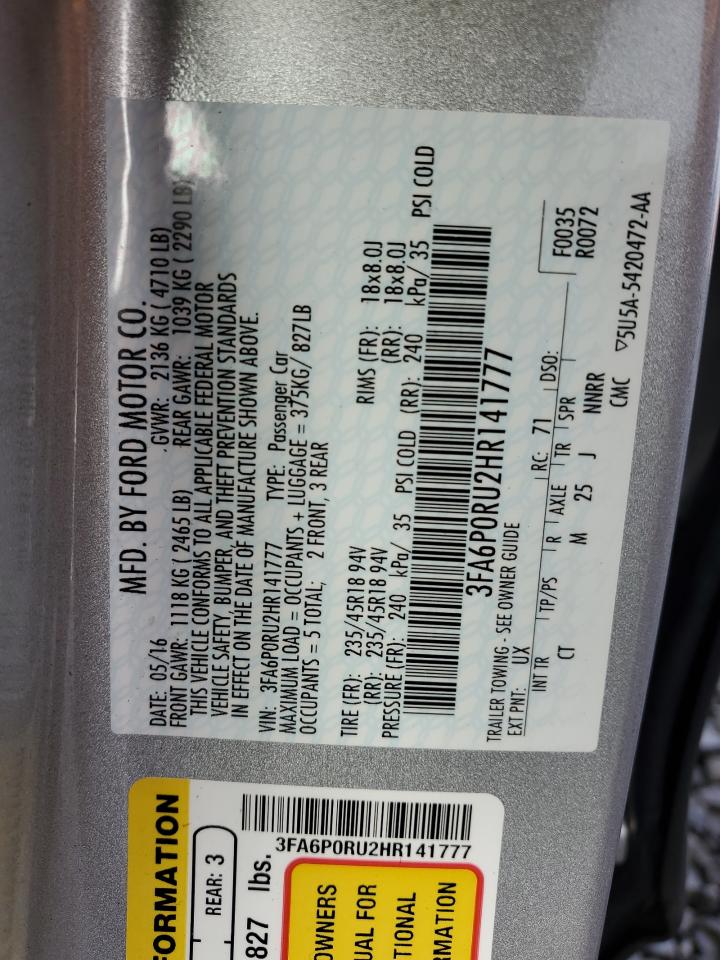 MFD. BY FORD MOTOR CO.
DATE: 05/16 GVWR: 2136 KG ( 4710 LB)
FRONT GAWR: 1118 KG ( 2465 LB) REAR GAWR: 1039 KG ( 2290 LB)
THIS VEHICLE CONFORMS TO ALL APPLICABLE FEDERAL MOTOR
VEHICLE SAFETY, BUMPER, AND THEFT PREVENTION STANDARDS
IN EFFECT ON THE DATE OF MANUFACTURE SHOWN ABOVE.
VIN: 3FA6P0RU2HR141777 TYPE: Passenger Car
MAXIMUM LOAD = OCCUPANTS + LUGGAGE = 375KG/ 827LB
OCCUPANTS = 5 TOTAL; 2 FRONT, 3 REAR
TIRE (FR): 235/45R18 94V RIMS (FR): 18x8.0J
(RR): 235/45R18 94V (RR): 18x8.0J
PRESSURE (FR): 240 kPa/ 35 PSI COLD (RR): 240 kPa/ 35 PSI COLD
3FA6P0RU2HR141777
TRAILER TOWING - SEE OWNER GUIDE
EXT PNT: UX RC: 71 DSO: F0035
INT TR TP/PS R AXLE TR SPR R0072
CT M 25 J NNRR
CMC ▽5U5A-5420472-AA
FORMATION
REAR: 3
827 lbs.
3FA6P0RU2HR141777
OWNERS
UAL FOR
TIONAL
RMATION